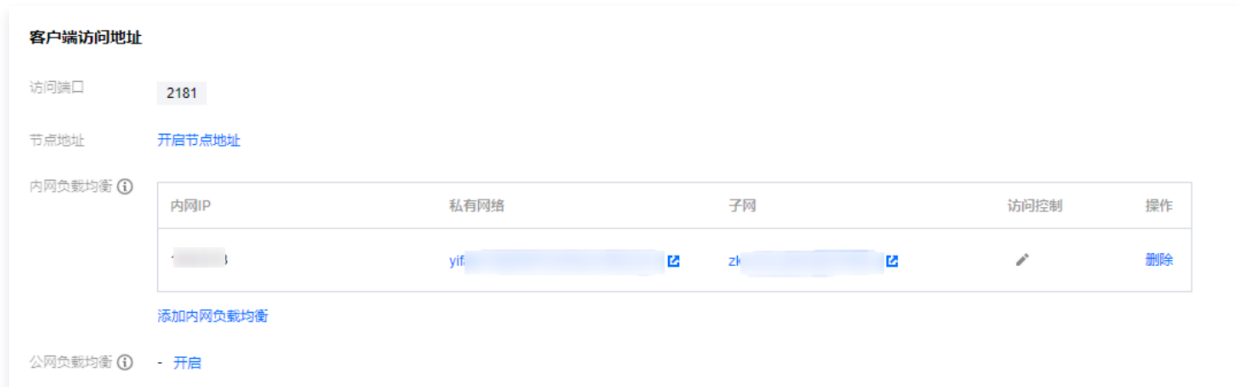 客户端访问地址
访问端口 2181
节点地址 开启节点地址
内网负载均衡
内网IP 私有网络 子网 访问控制 操作
删除
添加内网负载均衡
公网负载均衡 - 开启